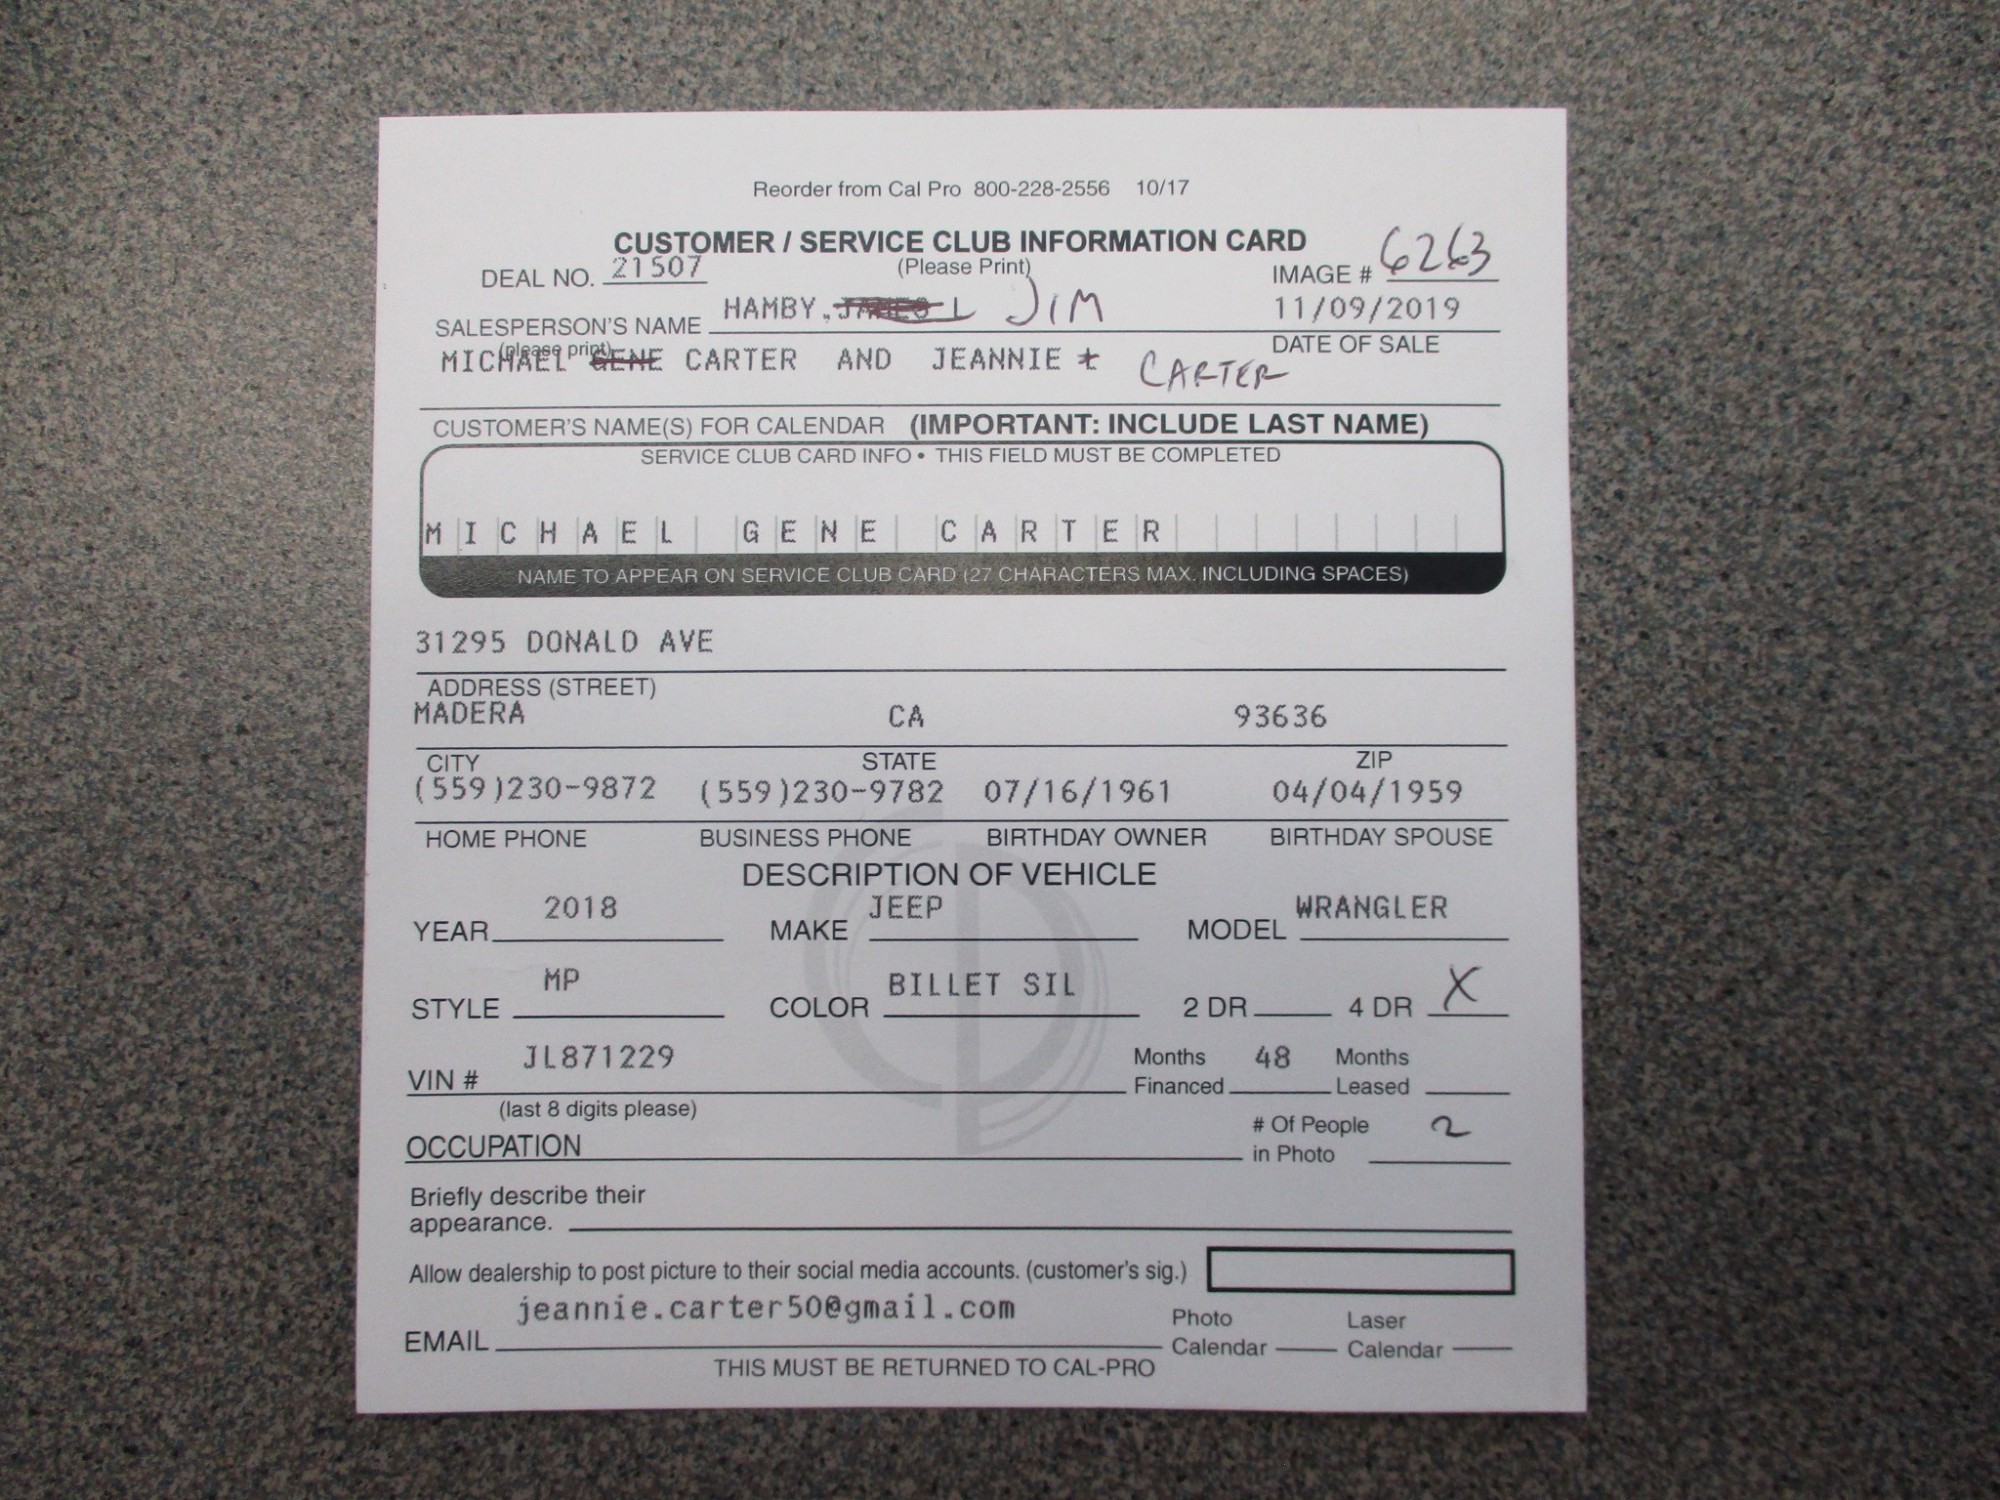 Reorder from Cal Pro 800-228-2556 10/17
CUSTOMER / SERVICE CLUB INFORMATION CARD
DEAL NO. 21507 (Please Print) IMAGE # 6263
SALESPERSON'S NAME HAMBY, JAMES L JIM 11/09/2019
(please print) DATE OF SALE
MICHAEL GENE CARTER AND JEANNIE CARTER
CUSTOMER'S NAME(S) FOR CALENDAR (IMPORTANT: INCLUDE LAST NAME)
SERVICE CLUB CARD INFO • THIS FIELD MUST BE COMPLETED
MICHAEL GENE CARTER
NAME TO APPEAR ON SERVICE CLUB CARD (27 CHARACTERS MAX. INCLUDING SPACES)
31295 DONALD AVE
ADDRESS (STREET)
MADERA CA 93636
CITY STATE ZIP
(559)230-9872 (559)230-9782 07/16/1961 04/04/1959
HOME PHONE BUSINESS PHONE BIRTHDAY OWNER BIRTHDAY SPOUSE
DESCRIPTION OF VEHICLE
YEAR 2018 MAKE JEEP MODEL WRANGLER
STYLE MP COLOR BILLET SIL 2 DR 4 DR X
VIN # JL871229 Months Financed 48 Months Leased
(last 8 digits please)
OCCUPATION # Of People in Photo 2
Briefly describe their
appearance.
Allow dealership to post picture to their social media accounts. (customer's sig.)
EMAIL jeannie.carter50@gmail.com Photo Calendar Laser Calendar
THIS MUST BE RETURNED TO CAL-PRO